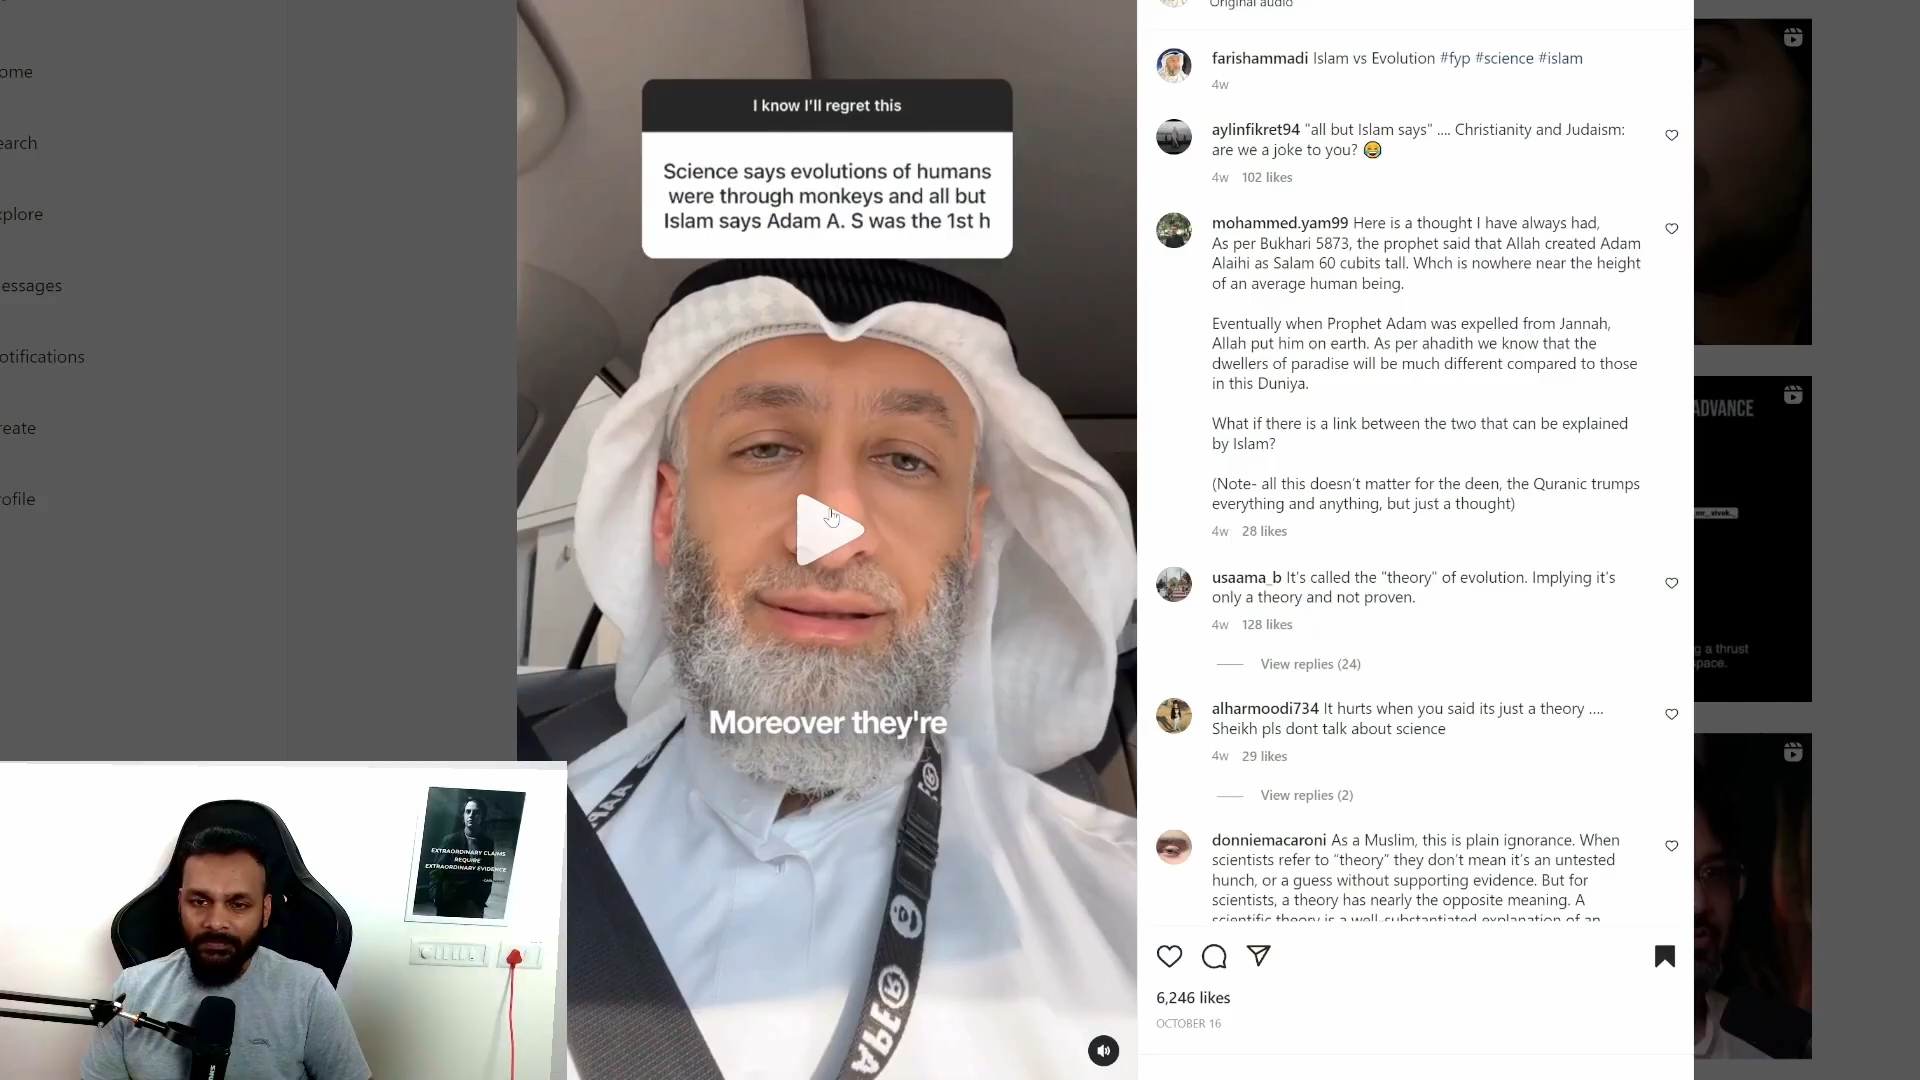 ome
earch
xplore
essages
otifications
reate
rofile
I know I'll regret this
Science says evolutions of humans
were through monkeys and all but
Islam says Adam A. S was the 1st h
Moreover they're
EXTRAORDINARY CLAIMS
REQUIRE
EXTRAORDINARY EVIDENCE
Original audio
farishammadi Islam vs Evolution #fyp #science #islam
4w
aylinfikret94 "all but Islam says" .... Christianity and Judaism:
are we a joke to you? 😂
4w 102 likes
mohammed.yam99 Here is a thought I have always had,
As per Bukhari 5873, the prophet said that Allah created Adam
Alaihi as Salam 60 cubits tall. Whch is nowhere near the height
of an average human being.
Eventually when Prophet Adam was expelled from Jannah,
Allah put him on earth. As per ahadith we know that the
dwellers of paradise will be much different compared to those
in this Duniya.
What if there is a link between the two that can be explained
by Islam?
(Note- all this doesn't matter for the deen, the Quranic trumps
everything and anything, but just a thought)
4w 28 likes
usaama_b It's called the "theory" of evolution. Implying it's
only a theory and not proven.
4w 128 likes
View replies (24)
alharmoodi734 It hurts when you said its just a theory ....
Sheikh pls dont talk about science
4w 29 likes
View replies (2)
donniemacaroni As a Muslim, this is plain ignorance. When
scientists refer to "theory" they don't mean it's an untested
hunch, or a guess without supporting evidence. But for
scientists, a theory has nearly the opposite meaning. A
scientific theory is a well-substantiated explanation of an
6,246 likes
OCTOBER 16
ADVANCE
g a thrust
space.